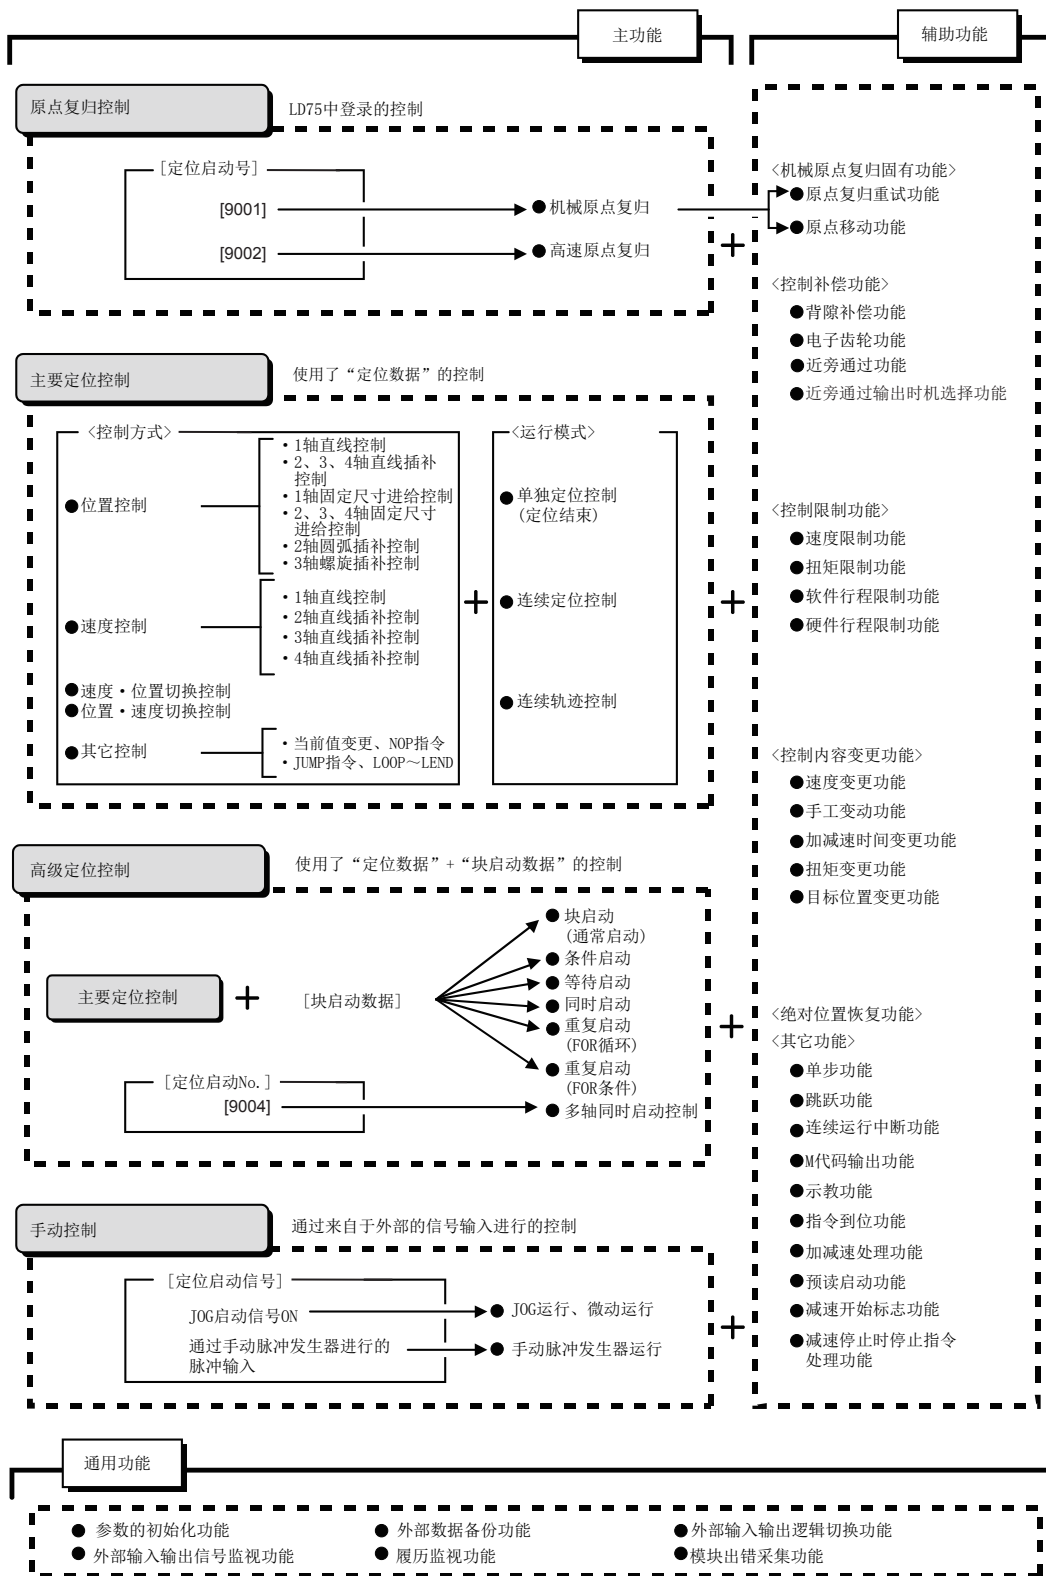 主功能
辅助功能
原点复归控制
LD75中登录的控制
[定位启动号]
[9001]
●机械原点复归
[9002]
●高速原点复归
主要定位控制
使用了“定位数据”的控制
<控制方式>
●位置控制
・1轴直线控制
・2、3、4轴直线插补
控制
・1轴固定尺寸进给控制
・2、3、4轴固定尺寸
进给控制
・2轴圆弧插补控制
・3轴螺旋插补控制
●速度控制
・1轴直线控制
・2轴直线插补控制
・3轴直线插补控制
・4轴直线插补控制
●速度・位置切换控制
●位置・速度切换控制
●其它控制
・当前值变更、NOP指令
・JUMP指令、LOOP～LEND
+
<运行模式>
●单独定位控制
(定位结束)
●连续定位控制
●连续轨迹控制
高级定位控制
使用了“定位数据”+“块启动数据”的控制
主要定位控制
+
[块启动数据]
●块启动
(通常启动)
●条件启动
●等待启动
●同时启动
●重复启动
(FOR循环)
●重复启动
(FOR条件)
[定位启动No.]
[9004]
●多轴同时启动控制
手动控制
通过来自于外部的信号输入进行的控制
[定位启动信号]
JOG启动信号ON
●JOG运行、微动运行
通过手动脉冲发生器进行的
脉冲输入
●手动脉冲发生器运行
+
+
+
+
<机械原点复归固有功能>
●原点复归重试功能
●原点移动功能
<控制补偿功能>
●背隙补偿功能
●电子齿轮功能
●近旁通过功能
●近旁通过输出时机选择功能
<控制限制功能>
●速度限制功能
●扭矩限制功能
●软件行程限制功能
●硬件行程限制功能
<控制内容变更功能>
●速度变更功能
●手工变动功能
●加减速时间变更功能
●扭矩变更功能
●目标位置变更功能
<绝对位置恢复功能>
<其它功能>
●单步功能
●跳跃功能
●连续运行中断功能
●M代码输出功能
●示教功能
●指令到位功能
●加减速处理功能
●预读启动功能
●减速开始标志功能
●减速停止时停止指令
处理功能
通用功能
●参数的初始化功能
●外部数据备份功能
●外部输入输出逻辑切换功能
●外部输入输出信号监视功能
●履历监视功能
●模块出错采集功能